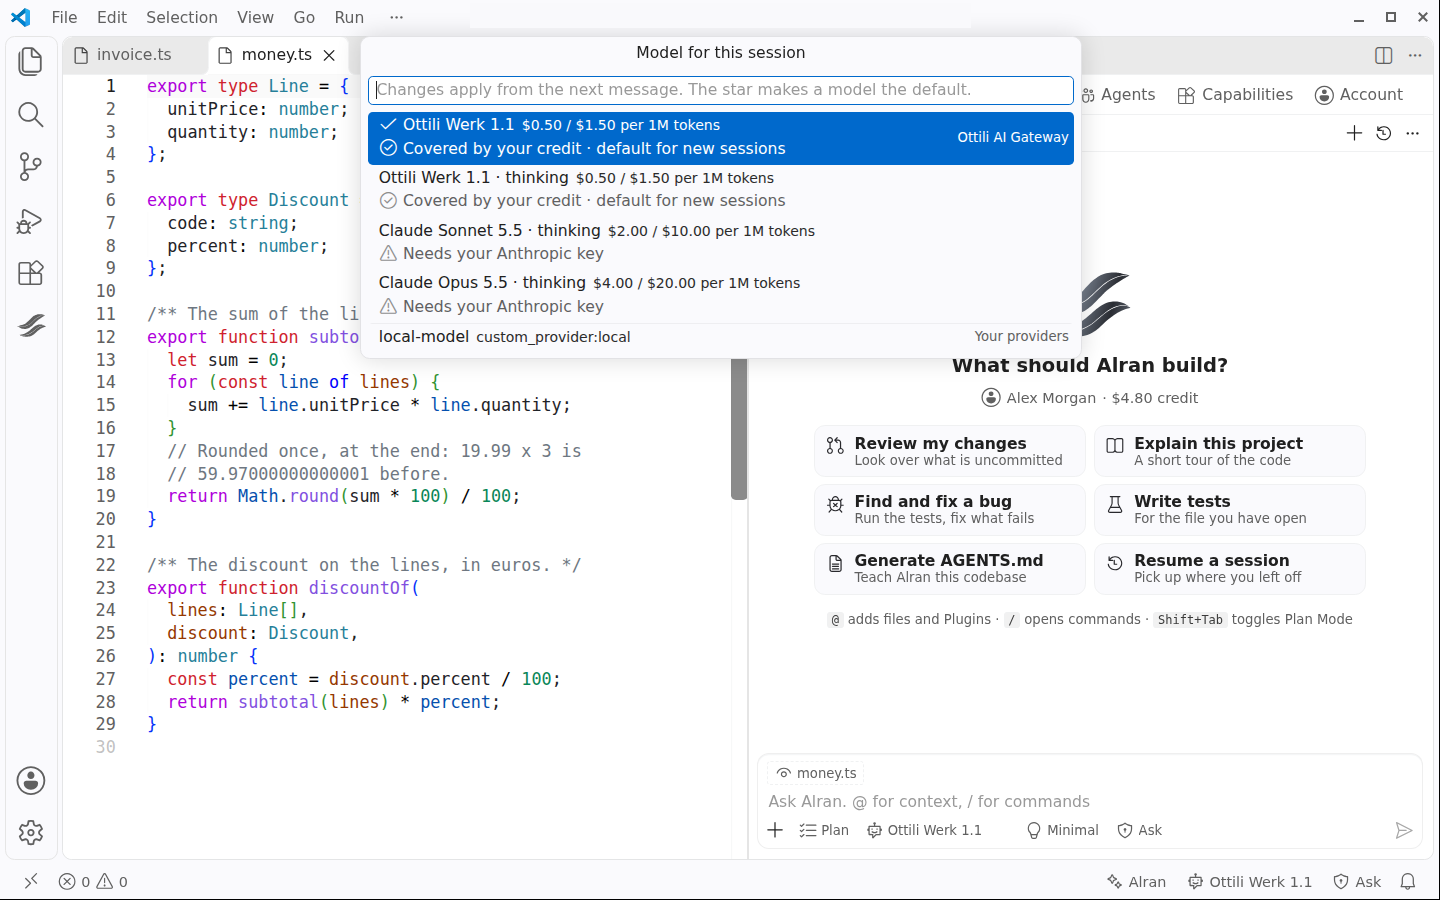 File Edit Selection View Go Run ···
invoice.ts
money.ts
Model for this session
Changes apply from the next message. The star makes a model the default.
Ottili Werk 1.1 $0.50 / $1.50 per 1M tokens
Covered by your credit · default for new sessions
Ottili AI Gateway
Ottili Werk 1.1 · thinking $0.50 / $1.50 per 1M tokens
Covered by your credit · default for new sessions
Claude Sonnet 5.5 · thinking $2.00 / $10.00 per 1M tokens
Needs your Anthropic key
Claude Opus 5.5 · thinking $4.00 / $20.00 per 1M tokens
Needs your Anthropic key
local-model custom_provider:local
Your providers
1 export type Line = {
2 unitPrice: number;
3 quantity: number;
4 };
5
6 export type Discount
7 code: string;
8 percent: number;
9 };
10
11 /** The sum of the li
12 export function subto
13 let sum = 0;
14 for (const line of lines) {
15 sum += line.unitPrice * line.quantity;
16 }
17 // Rounded once, at the end: 19.99 x 3 is
18 // 59.97000000000001 before.
19 return Math.round(sum * 100) / 100;
20 }
21
22 /** The discount on the lines, in euros. */
23 export function discountOf(
24 lines: Line[],
25 discount: Discount,
26 ): number {
27 const percent = discount.percent / 100;
28 return subtotal(lines) * percent;
29 }
30
Agents Capabilities Account
What should Alran build?
Alex Morgan · $4.80 credit
Review my changes
Look over what is uncommitted
Explain this project
A short tour of the code
Find and fix a bug
Run the tests, fix what fails
Write tests
For the file you have open
Generate AGENTS.md
Teach Alran this codebase
Resume a session
Pick up where you left off
@ adds files and Plugins · / opens commands · Shift+Tab toggles Plan Mode
money.ts
Ask Alran. @ for context, / for commands
Plan Ottili Werk 1.1 Minimal Ask
0 0
Alran Ottili Werk 1.1 Ask